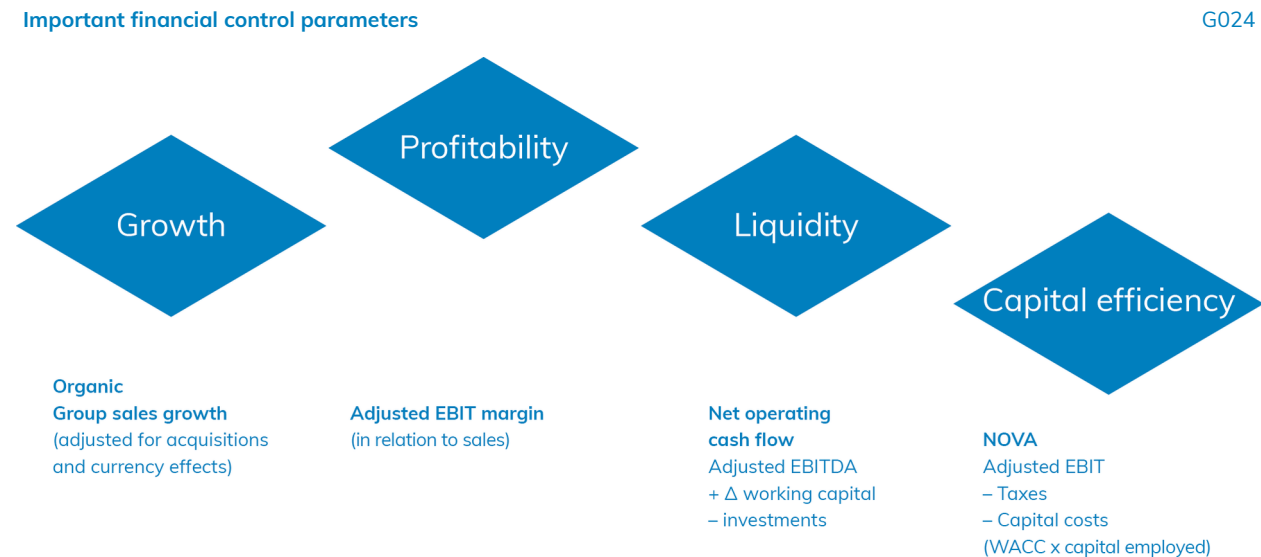 Important financial control parameters
G024
Growth
Profitability
Liquidity
Capital efficiency
Organic
Group sales growth
(adjusted for acquisitions
and currency effects)
Adjusted EBIT margin
(in relation to sales)
Net operating
cash flow
Adjusted EBITDA
+ Δ working capital
– investments
NOVA
Adjusted EBIT
– Taxes
– Capital costs
(WACC x capital employed)